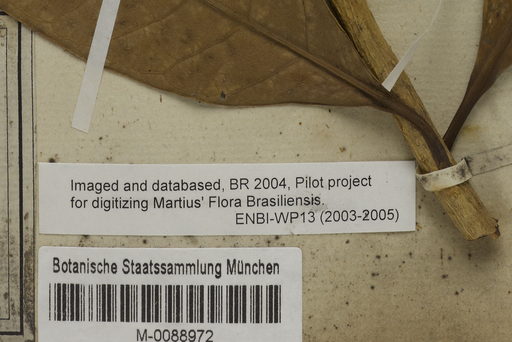 Imaged and databased, BR 2004, Pilot project
for digitizing Martius' Flora Brasiliensis.
ENBI-WP13 (2003-2005)
Botanische Staatssammlung München
M-0088972